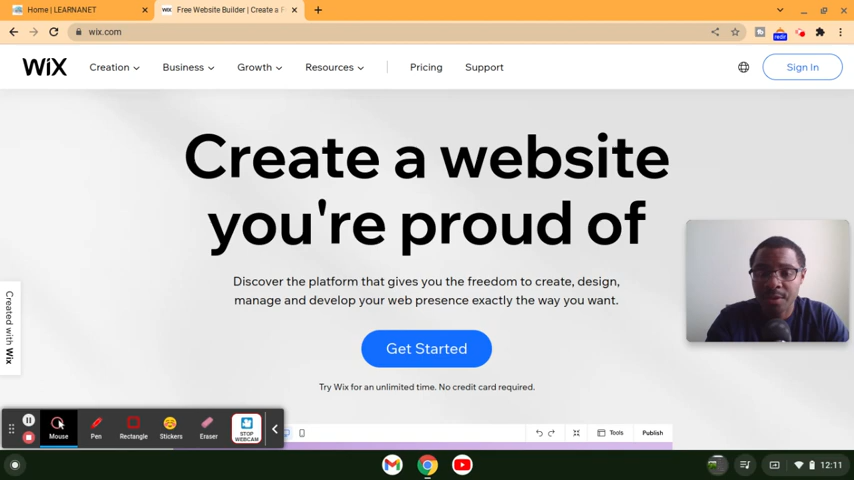 Home | LEARNANET
WiX Free Website Builder | Create a F
wix.com
redir
WiX Creation Business Growth Resources Pricing Support Sign In
Create a website
you're proud of
Discover the platform that gives you the freedom to create, design,
manage and develop your web presence exactly the way you want.
Get Started
Try Wix for an unlimited time. No credit card required.
Created with Wix
Mouse Pen Rectangle Stickers Eraser STOP WEBCAM
Tools Publish
12:11